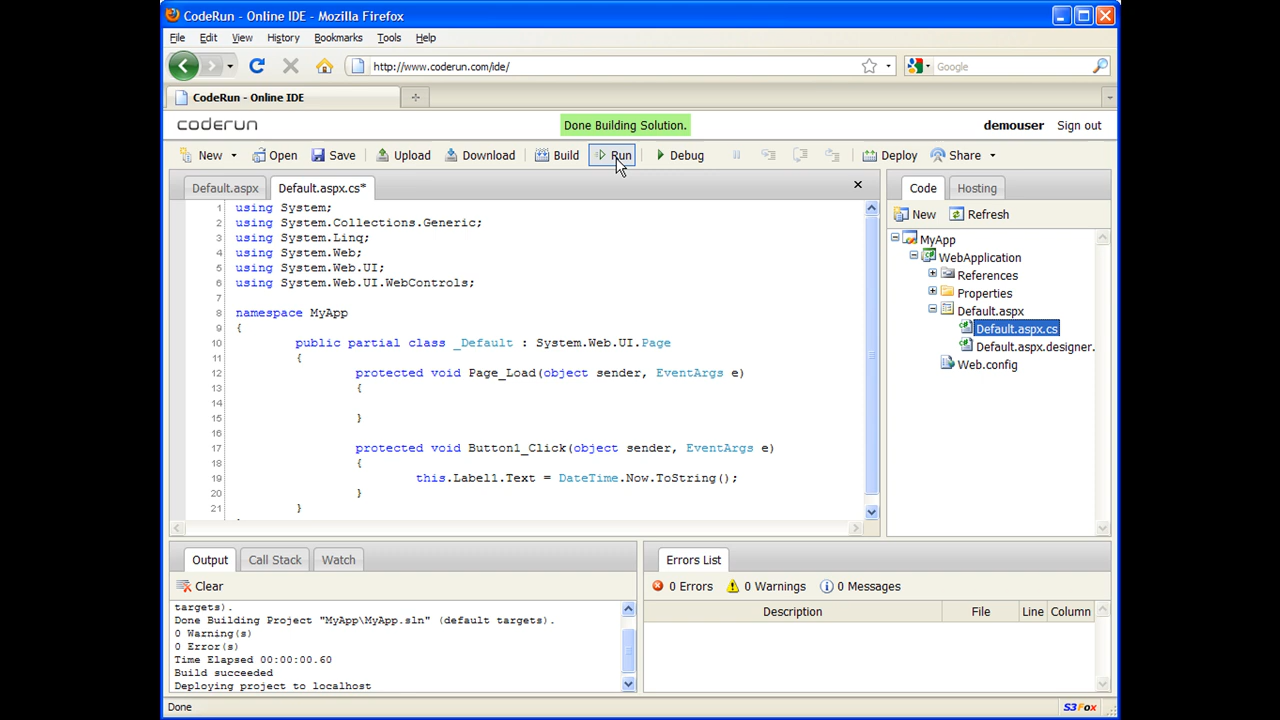 CodeRun - Online IDE - Mozilla Firefox
File Edit View History Bookmarks Tools Help
http://www.coderun.com/ide/ Google
CodeRun - Online IDE
coderun Done Building Solution. demouser Sign out
New Open Save Upload Download Build Run Debug Deploy Share
Default.aspx Default.aspx.cs* Code Hosting
New Refresh
1 using System;
2 using System.Collections.Generic;
3 using System.Linq;
4 using System.Web;
5 using System.Web.UI;
6 using System.Web.UI.WebControls;
7
8 namespace MyApp
9 {
10 public partial class _Default : System.Web.UI.Page
11 {
12 protected void Page_Load(object sender, EventArgs e)
13 {
14
15 }
16
17 protected void Button1_Click(object sender, EventArgs e)
18 {
19 this.Label1.Text = DateTime.Now.ToString();
20 }
21 }
MyApp
WebApplication
References
Properties
Default.aspx
Default.aspx.cs
Default.aspx.designer.
Web.config
Output Call Stack Watch
Clear
targets).
Done Building Project "MyApp\MyApp.sln" (default targets).
0 Warning(s)
0 Error(s)
Time Elapsed 00:00:00.60
Build succeeded
Deploying project to localhost
Errors List
0 Errors 0 Warnings 0 Messages
Description File Line Column
Done S3Fox